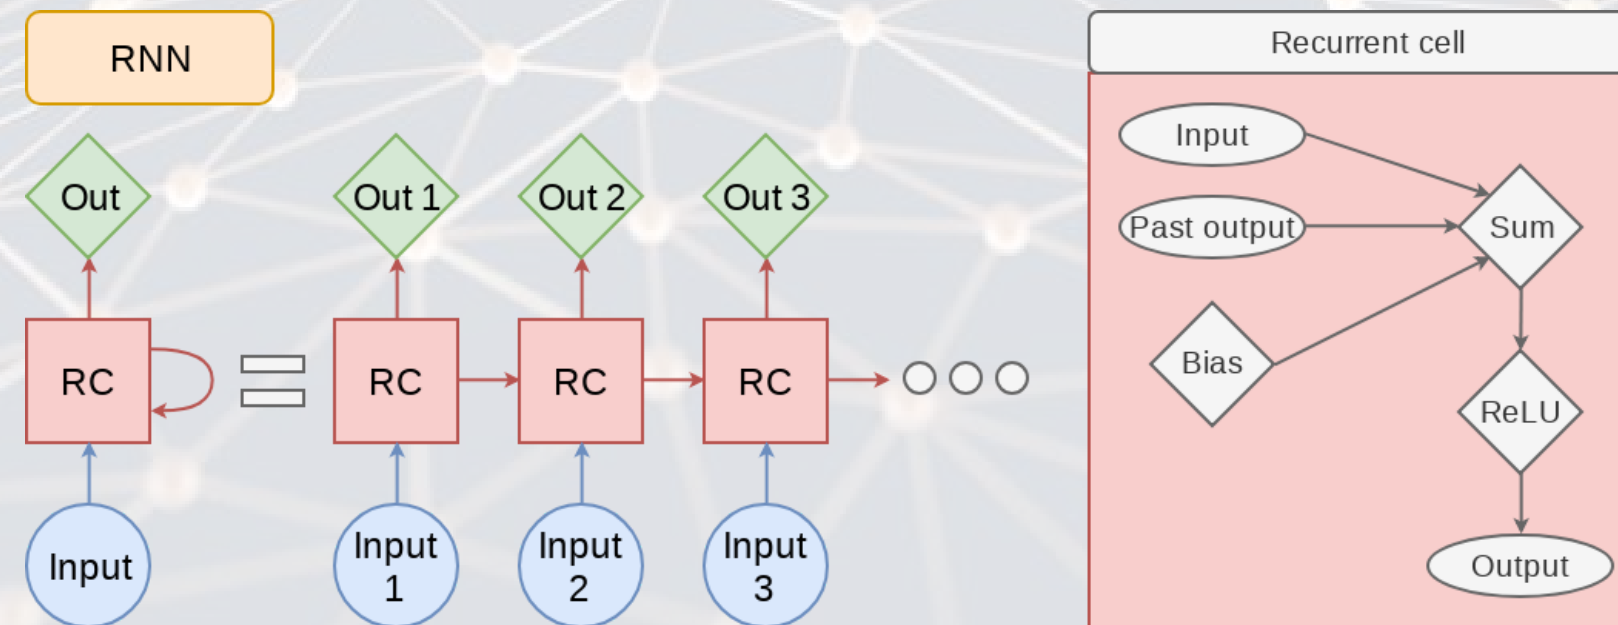 RNN
Out
Out 1
Out 2
Out 3
RC
RC
RC
RC
Input
Input
1
Input
2
Input
3
Recurrent cell
Input
Past output
Sum
Bias
ReLU
Output